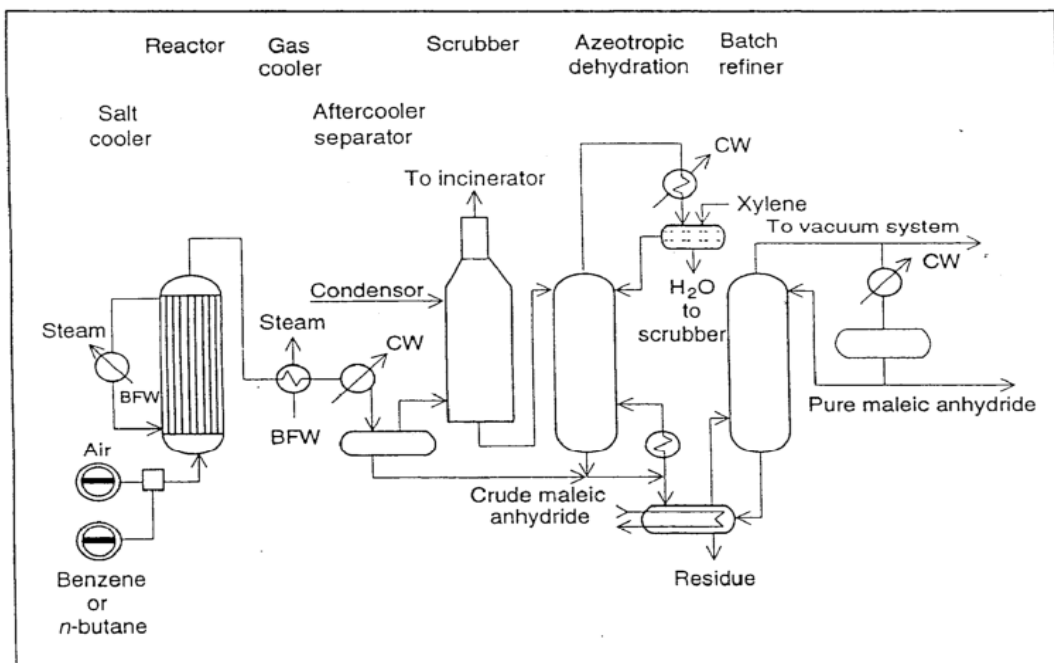 Reactor
Gas
cooler
Scrubber
Azeotropic
dehydration
Batch
refiner
Salt
cooler
Aftercooler
separator
CW
To incinerator
Xylene
To vacuum system
CW
H₂O
to
scrubber
Condensor
Steam
Steam
CW
BFW
BFW
Pure maleic anhydride
Air
Crude maleic
anhydride
Residue
Benzene
or
n-butane